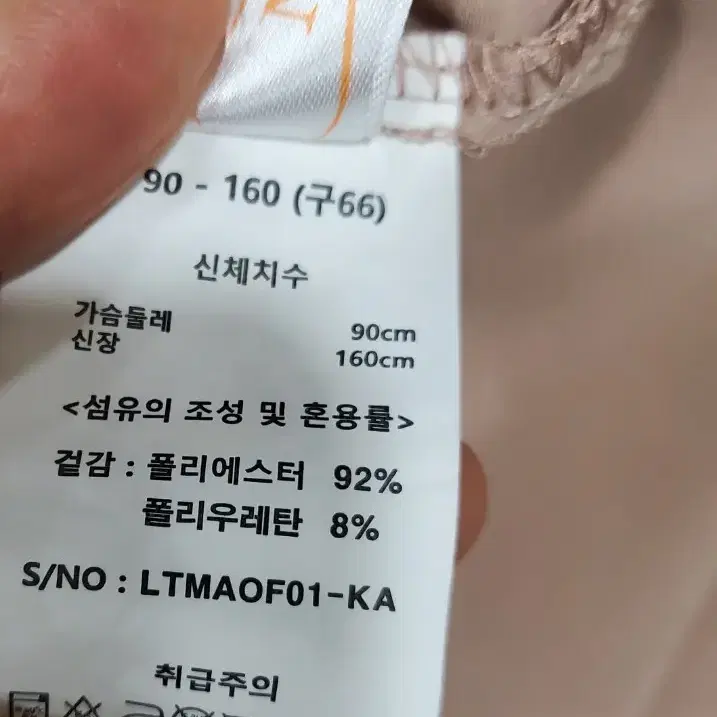 90 - 160 (구66)
신체치수
가슴둘레 90cm
신장 160cm
<섬유의 조성 및 혼용률>
겉감 : 폴리에스터 92%
폴리우레탄 8%
S/NO : LTMAOF01-KA
취급주의